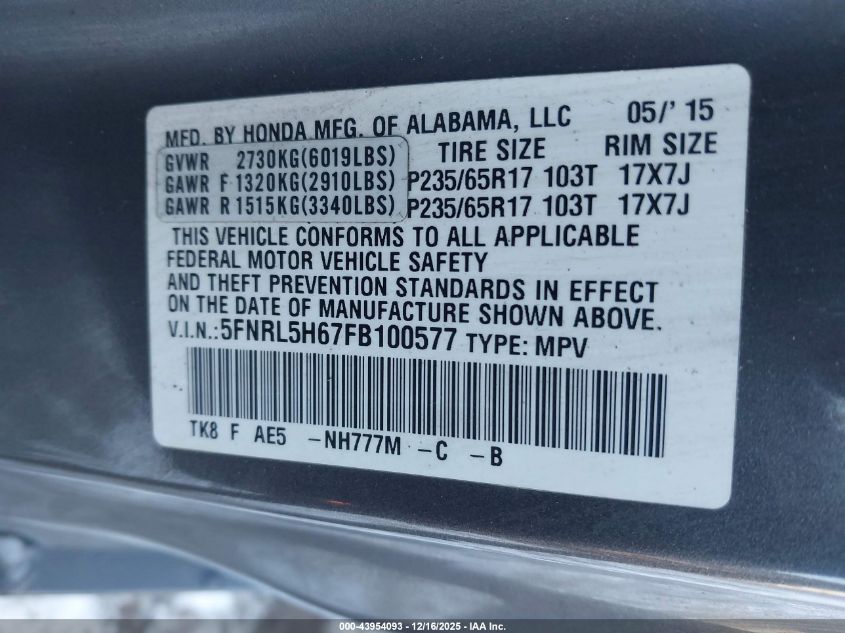 MFD. BY HONDA MFG. OF ALABAMA, LLC 05/' 15
GVWR 2730KG(6019LBS) TIRE SIZE RIM SIZE
GAWR F 1320KG(2910LBS) P235/65R17 103T 17X7J
GAWR R 1515KG(3340LBS) P235/65R17 103T 17X7J
THIS VEHICLE CONFORMS TO ALL APPLICABLE
FEDERAL MOTOR VEHICLE SAFETY
AND THEFT PREVENTION STANDARDS IN EFFECT
ON THE DATE OF MANUFACTURE SHOWN ABOVE.
V.I.N.:5FNRL5H67FB100577 TYPE: MPV
TK8 F AE5 -NH777M -C -B
000-43954093 - 12/16/2025 - IAA Inc.